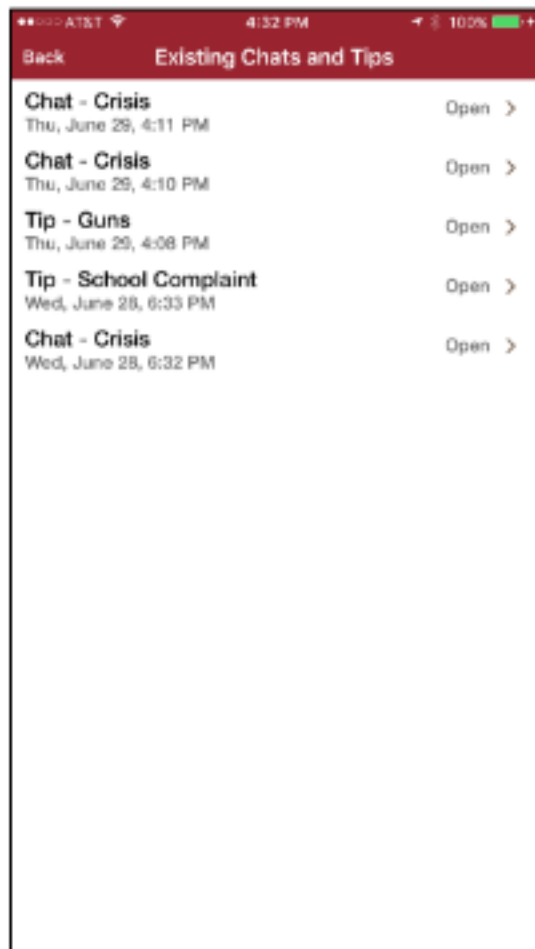 AT&T 4:32 PM 100%
Back Existing Chats and Tips
Chat - Crisis
Thu, June 29, 4:11 PM
Open
Chat - Crisis
Thu, June 29, 4:10 PM
Open
Tip - Guns
Thu, June 29, 4:08 PM
Open
Tip - School Complaint
Wed, June 28, 6:33 PM
Open
Chat - Crisis
Wed, June 28, 6:32 PM
Open